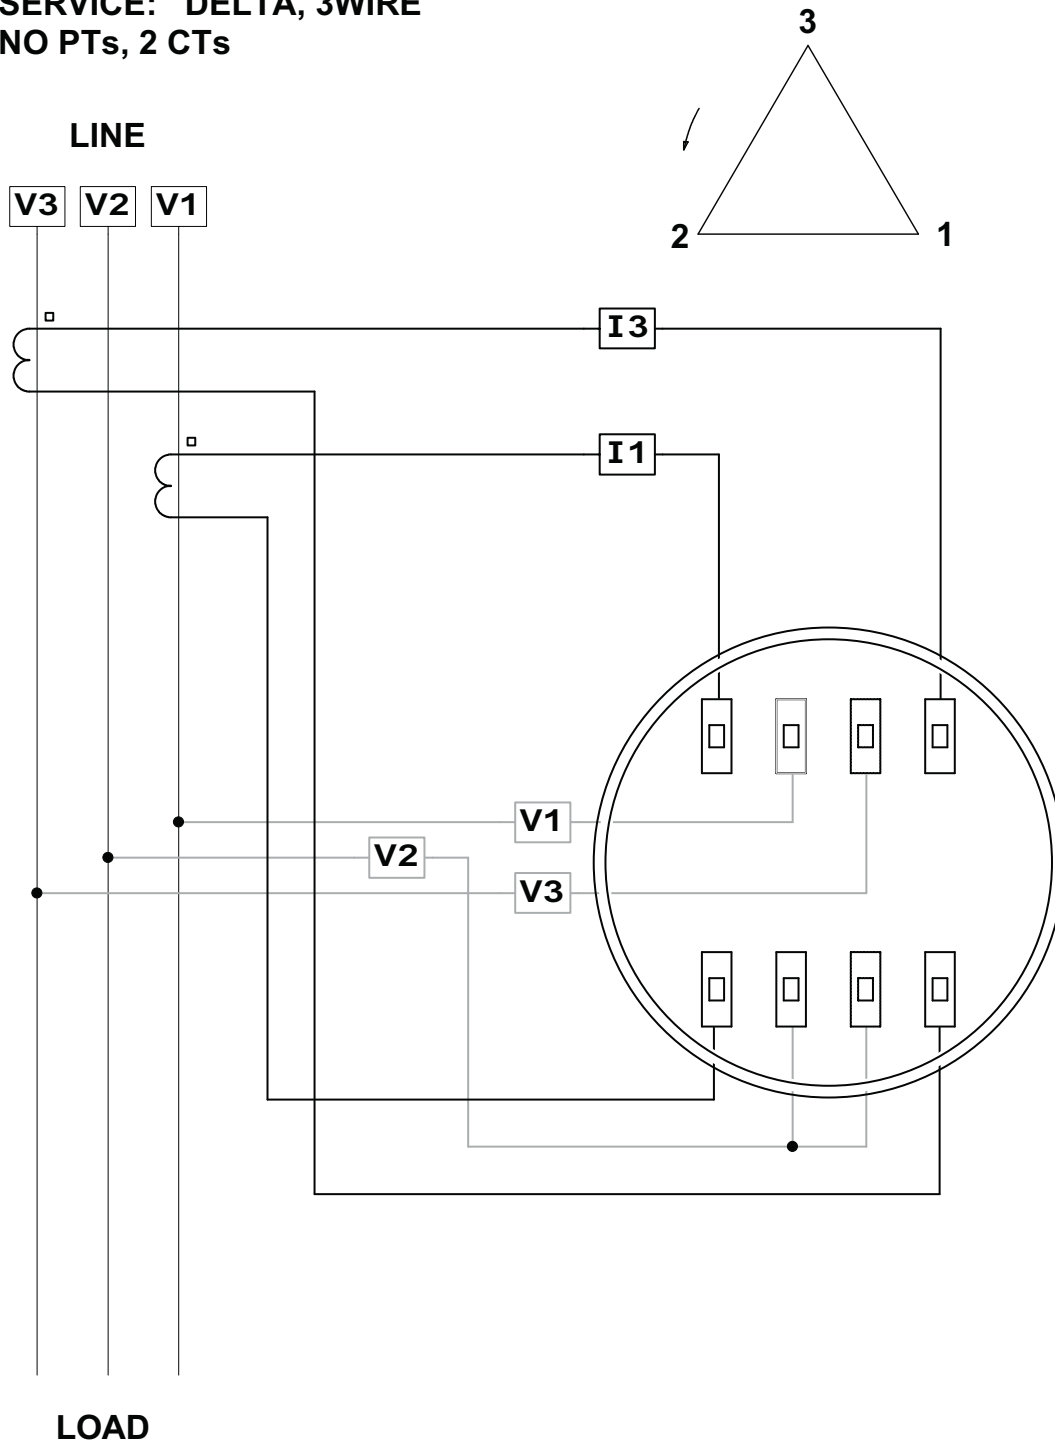 SERVICE: DELTA, 3WIRE
NO PTs, 2 CTs
3
LINE
V3 V2 V1
2 1
I3
I1
V1
V2
V3
LOAD